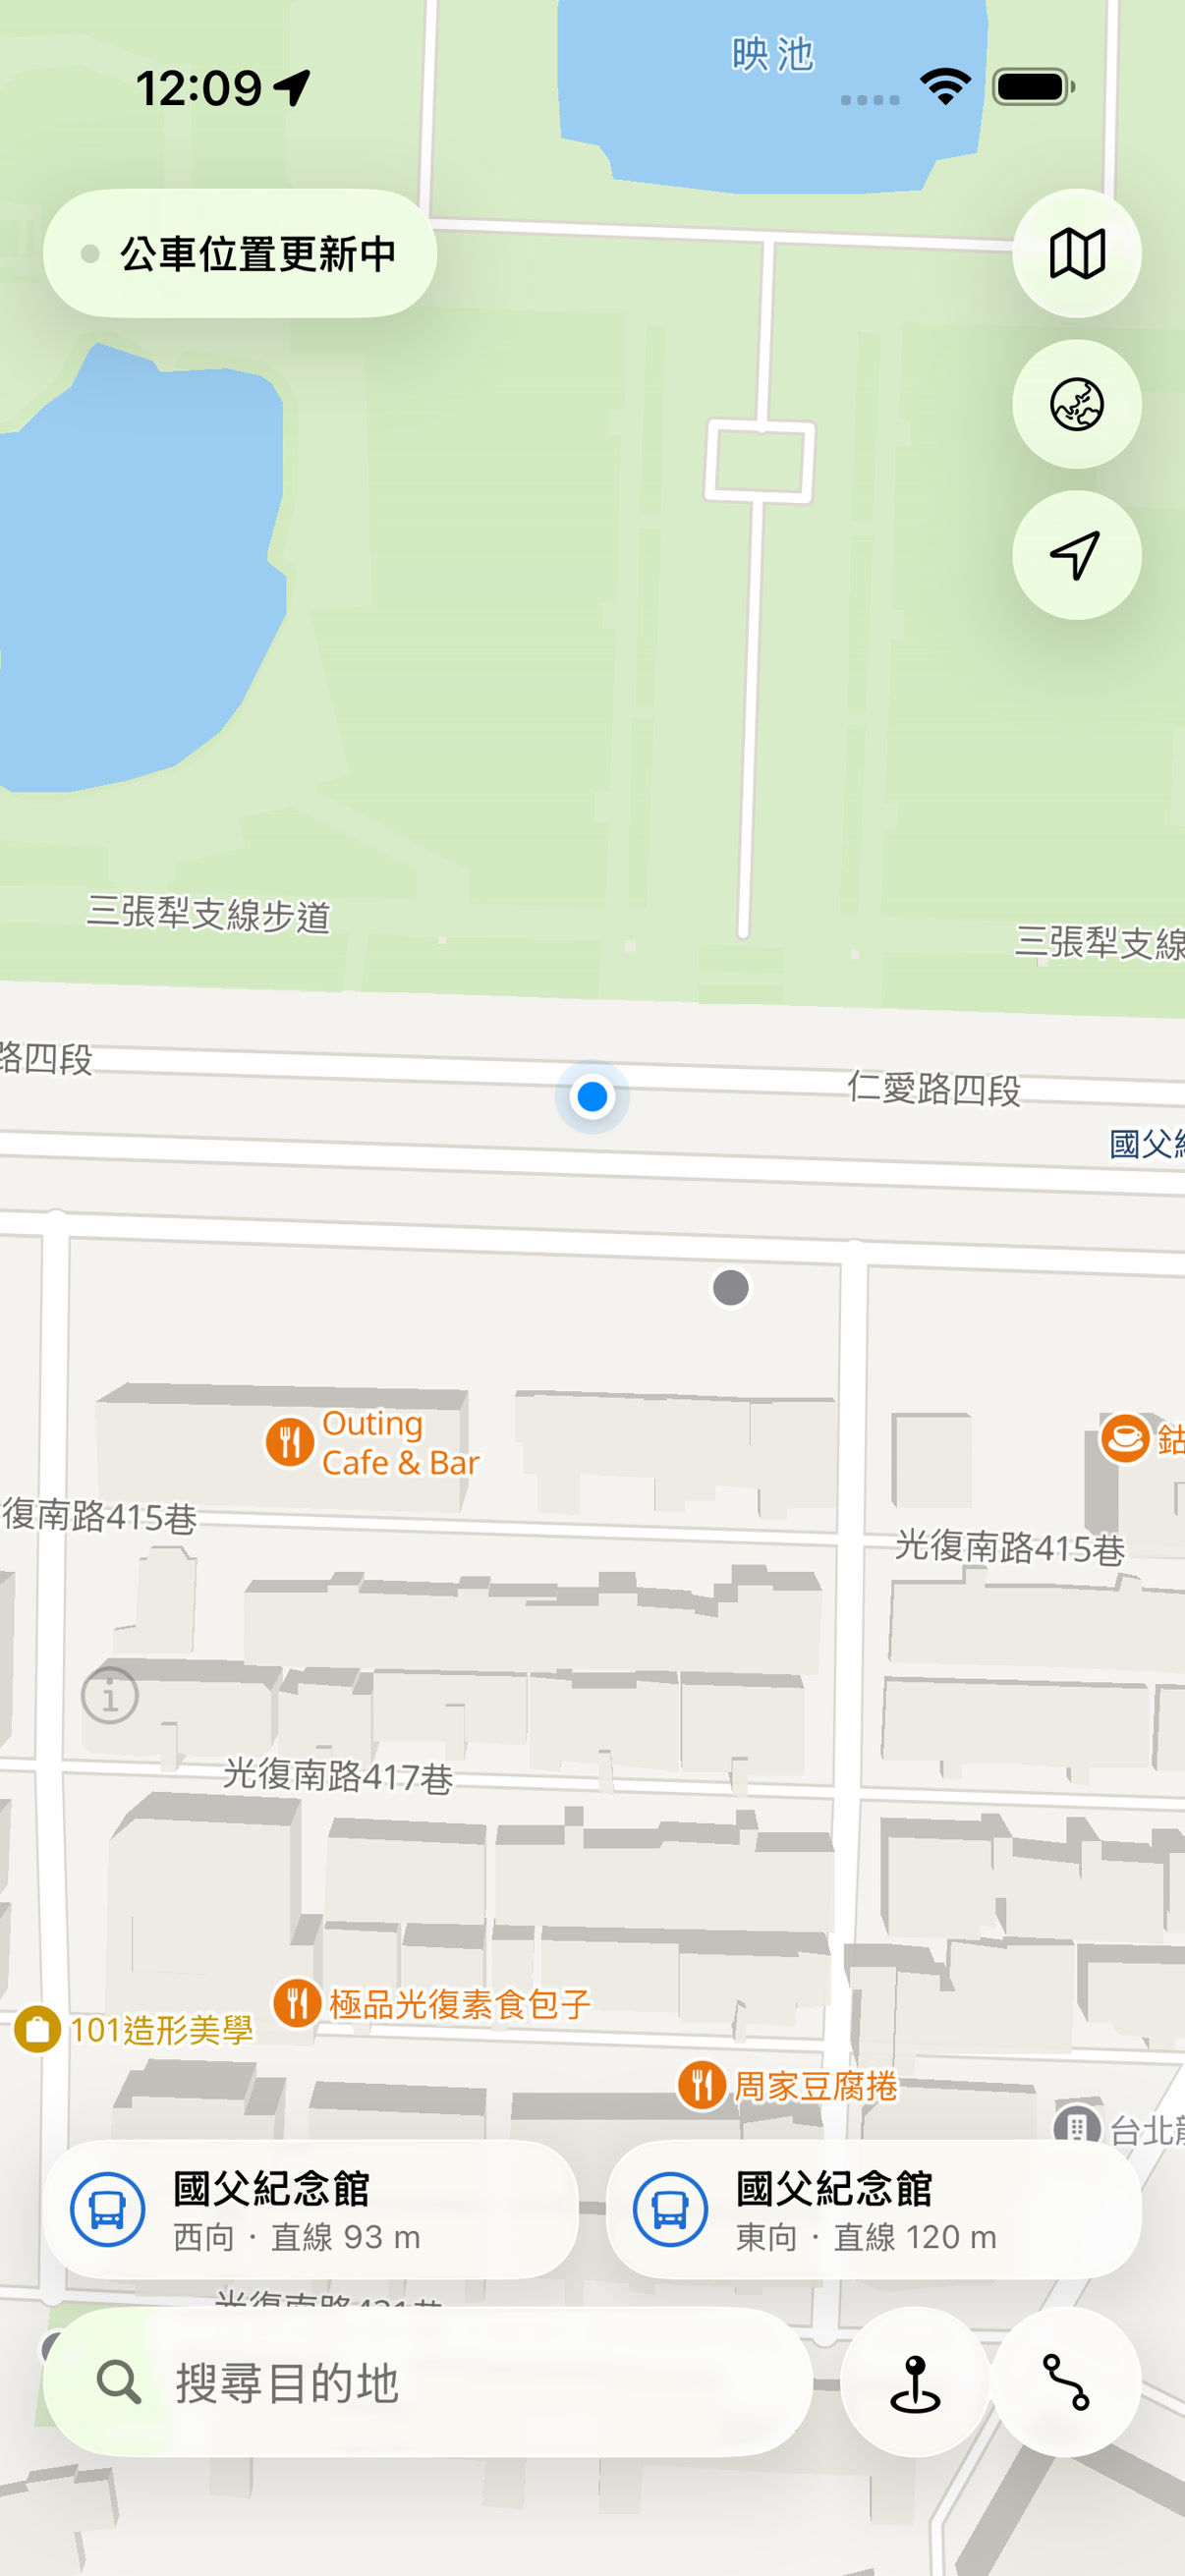 映池
12:09
公車位置更新中
三張犁支線步道
三張犁支線
路四段
仁愛路四段
國父紀
Outing
Cafe & Bar
復南路415巷
光復南路415巷
光復南路417巷
極品光復素食包子
101造形美學
周家豆腐捲
台北
國父紀念館
西向 · 直線 93 m
國父紀念館
東向 · 直線 120 m
搜尋目的地